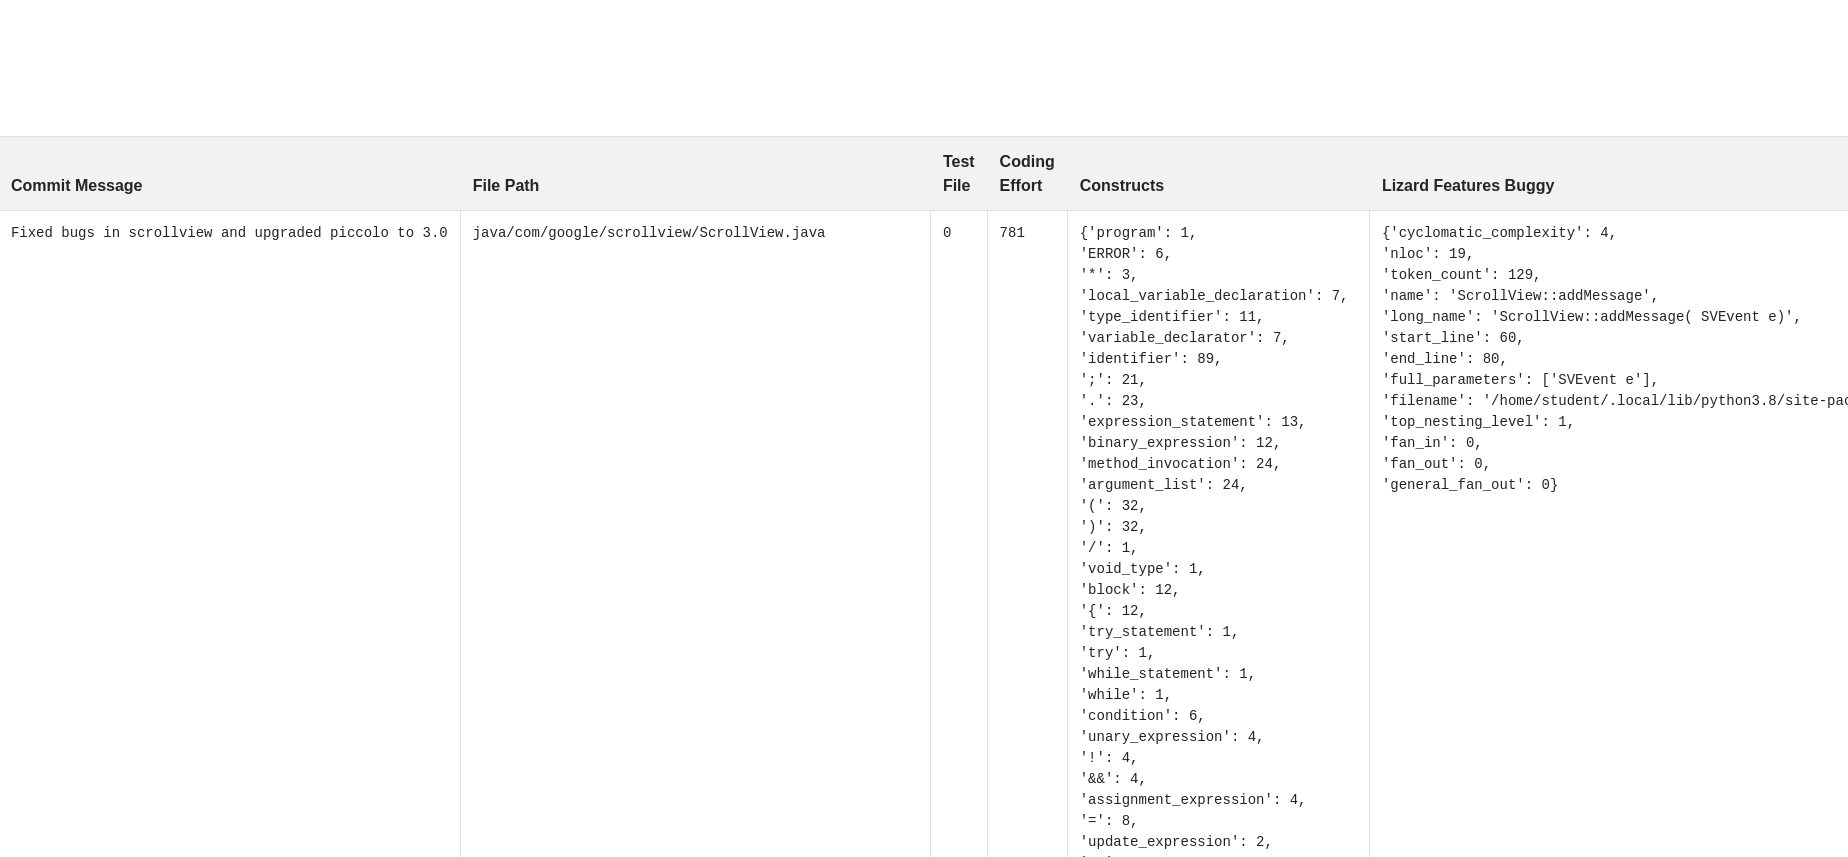 Commit Message
File Path
Test
File
Coding
Effort
Constructs
Lizard Features Buggy
Fixed bugs in scrollview and upgraded piccolo to 3.0
java/com/google/scrollview/ScrollView.java
0
781
{'program': 1,
'ERROR': 6,
'*': 3,
'local_variable_declaration': 7,
'type_identifier': 11,
'variable_declarator': 7,
'identifier': 89,
';': 21,
'.': 23,
'expression_statement': 13,
'binary_expression': 12,
'method_invocation': 24,
'argument_list': 24,
'(': 32,
')': 32,
'/': 1,
'void_type': 1,
'block': 12,
'{': 12,
'try_statement': 1,
'try': 1,
'while_statement': 1,
'while': 1,
'condition': 6,
'unary_expression': 4,
'!': 4,
'&&': 4,
'assignment_expression': 4,
'=': 8,
'update_expression': 2,
{'cyclomatic_complexity': 4,
'nloc': 19,
'token_count': 129,
'name': 'ScrollView::addMessage',
'long_name': 'ScrollView::addMessage( SVEvent e)',
'start_line': 60,
'end_line': 80,
'full_parameters': ['SVEvent e'],
'filename': '/home/student/.local/lib/python3.8/site-pac
'top_nesting_level': 1,
'fan_in': 0,
'fan_out': 0,
'general_fan_out': 0}